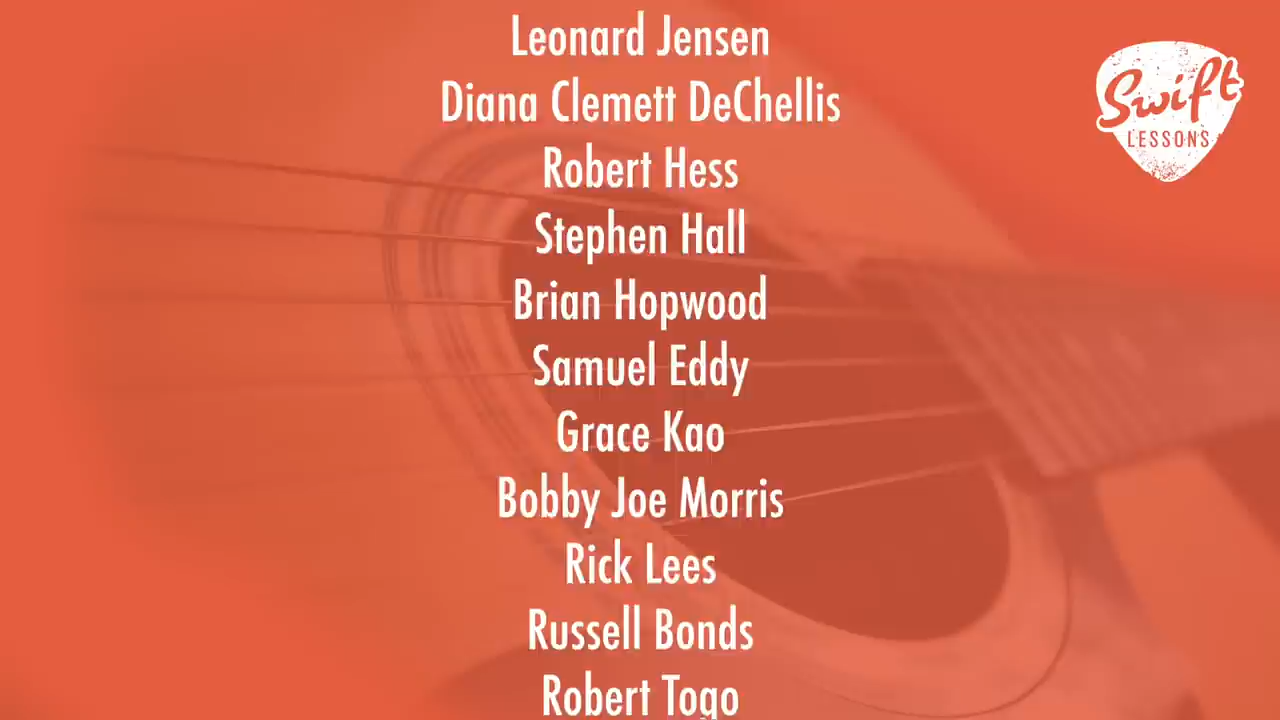 Leonard Jensen
Diana Clemett DeChellis
Robert Hess
Stephen Hall
Brian Hopwood
Samuel Eddy
Grace Kao
Bobby Joe Morris
Rick Lees
Russell Bonds
Robert Togo
Swift
LESSONS